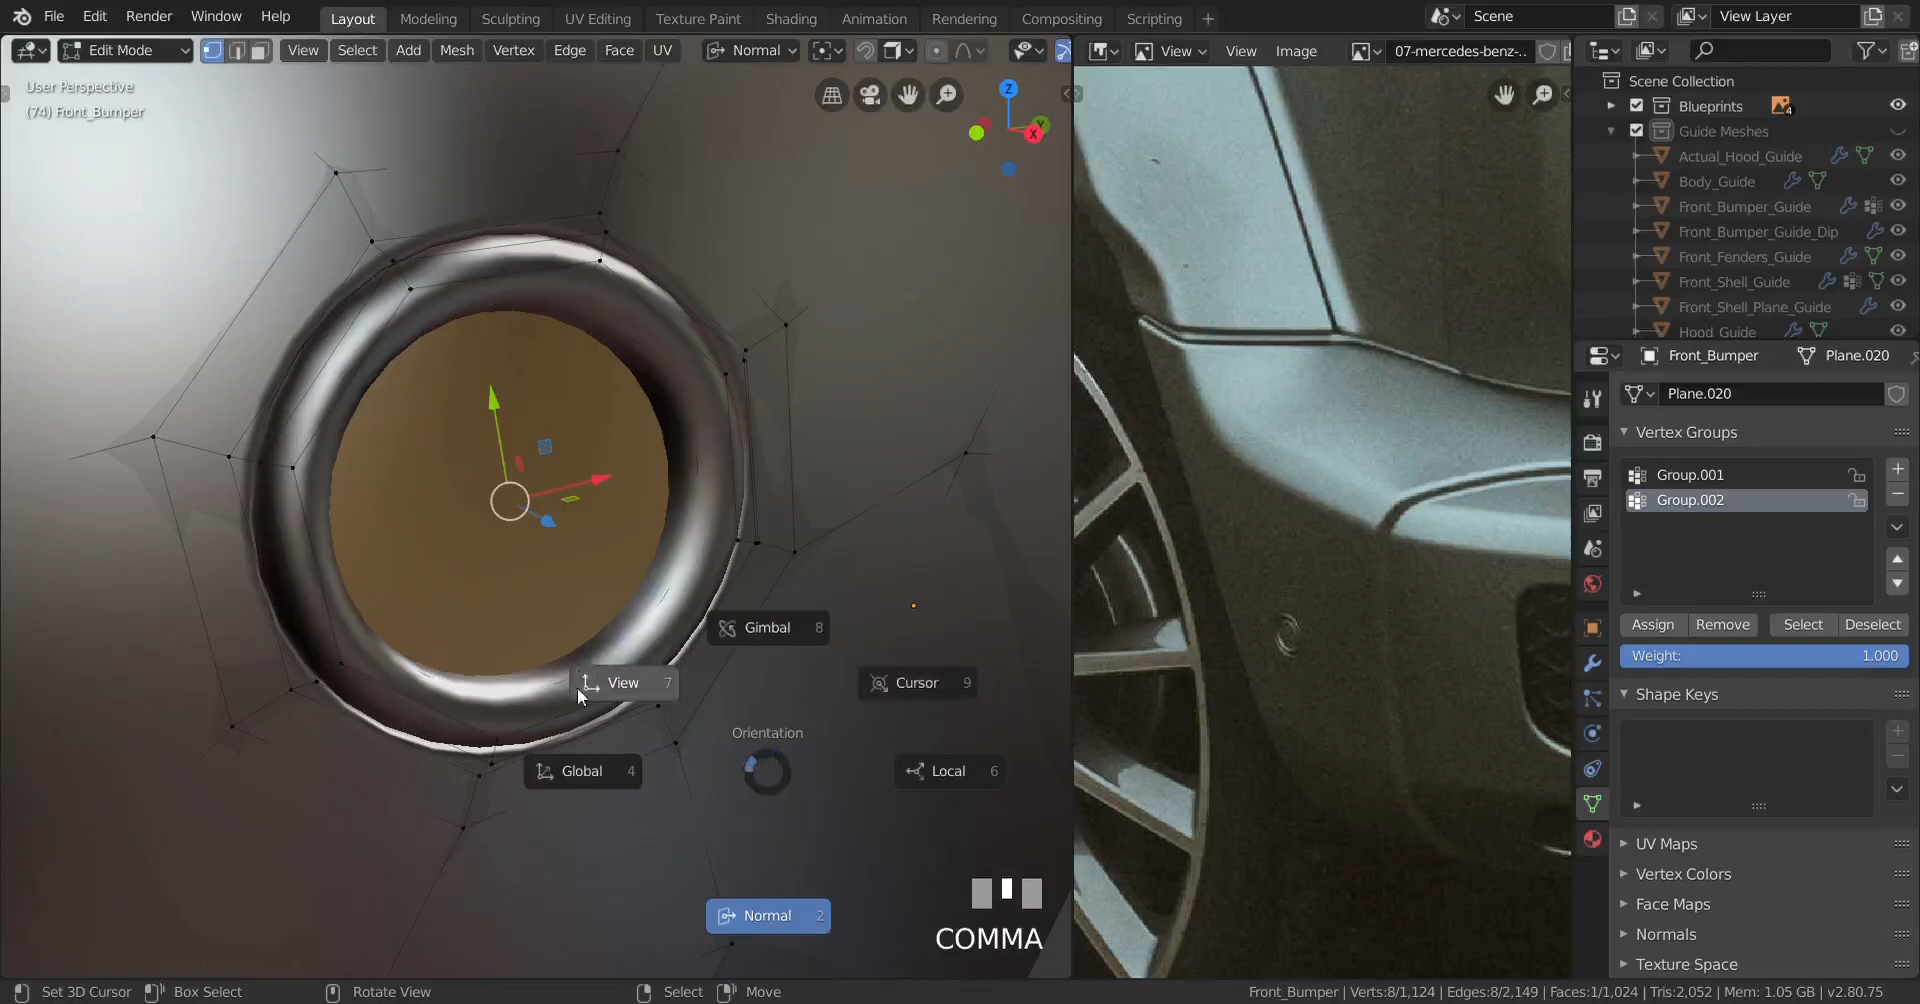 File Edit Render Window Help
Layout Modeling Sculpting UV Editing Texture Paint Shading Animation Rendering Compositing Scripting +
Scene
View Layer
Edit Mode View Select Add Mesh Vertex Edge Face UV Normal
View View Image 07-mercedes-benz-..
User Perspective
(74) Front_Bumper
Z
Y
X
Scene Collection
Blueprints 4
Guide Meshes
Actual_Hood_Guide
Body_Guide
Front_Bumper_Guide
Front_Bumper_Guide_Dip
Front_Fenders_Guide
Front_Shell_Guide
Front_Shell_Plane_Guide
Hood_Guide
Front_Bumper Plane.020
Plane.020
Vertex Groups
Group.001
Group.002
Assign Remove Select Deselect
Weight: 1.000
Shape Keys
UV Maps
Vertex Colors
Face Maps
Normals
Texture Space
Gimbal 8
View 7
Cursor 9
Orientation
Global 4
Local 6
Normal 2
COMMA
Set 3D Cursor Box Select Rotate View Select Move
Front_Bumper | Verts:8/1,124 | Edges:8/2,149 | Faces:1/1,024 | Tris:2,052 | Mem: 1.05 GB | v2.80.75